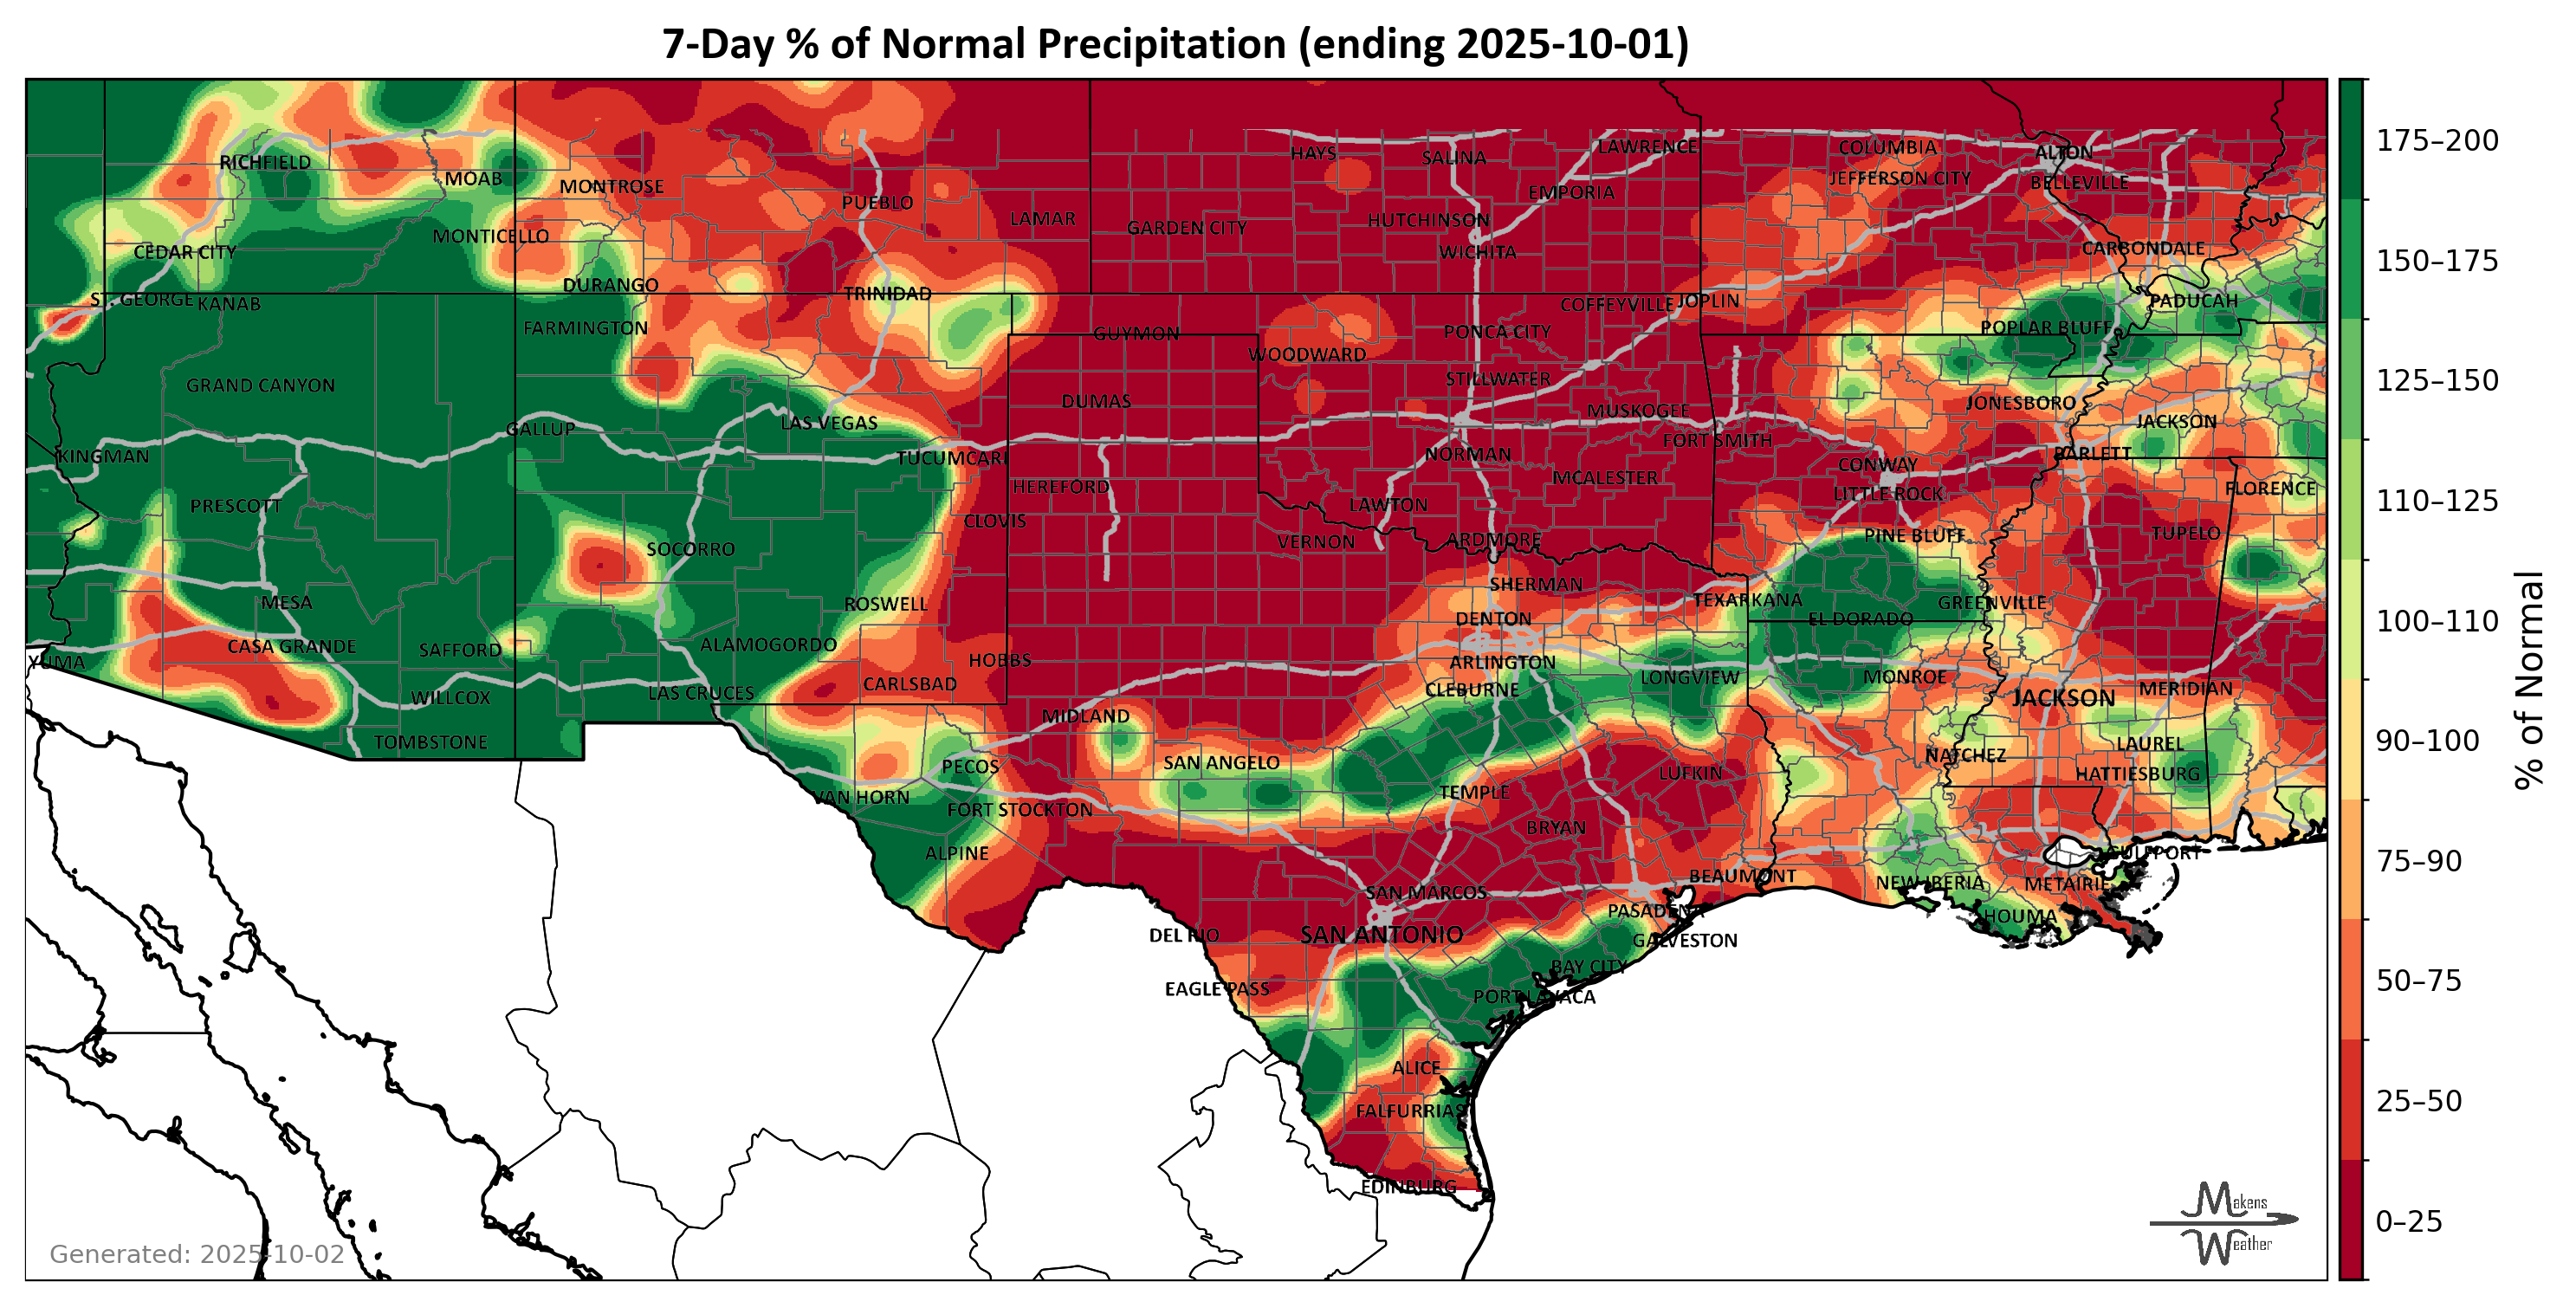 7-Day % of Normal Precipitation (ending 2025-10-01)
HAYS
SALINA
LAWRENCE
COLUMBIA
ALTON
RICHFIELD
MOAB
MONTROSE
EMPORIA
JEFFERSON CITY
BELLEVILLE
PUEBLO
LAMAR
GARDEN CITY
HUTCHINSON
WICHITA
MONTICELLO
CEDAR CITY
CARBONDALE
DURANGO
TRINIDAD
ST. GEORGE
KANAB
COFFEYVILLE
JOPLIN
PADUCAH
FARMINGTON
GUYMON
PONCA CITY
POPLAR BLUFF
WOODWARD
GRAND CANYON
STILLWATER
DUMAS
MUSKOGEE
JONESBORO
JACKSON
GALLUP
LAS VEGAS
FORT SMITH
KINGMAN
TUCUMCARI
NORMAN
CONWAY
BARLETT
HEREFORD
MCALESTER
LITTLE ROCK
FLORENCE
PRESCOTT
LAWTON
CLOVIS
VERNON
ARDMORE
PINE BLUFF
TUPELO
SOCORRO
SHERMAN
MESA
ROSWELL
TEXARKANA
GREENVILLE
DENTON
EL DORADO
CASA GRANDE
SAFFORD
ALAMOGORDO
HOBBS
ARLINGTON
YUMA
CARLSBAD
CLEBURNE
LONGVIEW
MONROE
JACKSON
MERIDIAN
WILLCOX
LAS CRUCES
MIDLAND
TOMBSTONE
LAUREL
NATCHEZ
PECOS
SAN ANGELO
LUFKIN
HATTIESBURG
VAN HORN
FORT STOCKTON
TEMPLE
BRYAN
ALPINE
GULFPORT
BEAUMONT
NEW IBERIA
METAIRIE
SAN MARCOS
PASADENA
HOUMA
DEL RIO
SAN ANTONIO
GALVESTON
BAY CITY
EAGLE PASS
PORT LAVACA
ALICE
FALFURRIAS
EDINBURG
Generated: 2025-10-02
Makens
Weather
175–200
150–175
125–150
110–125
100–110
90–100
75–90
50–75
25–50
0–25
% of Normal